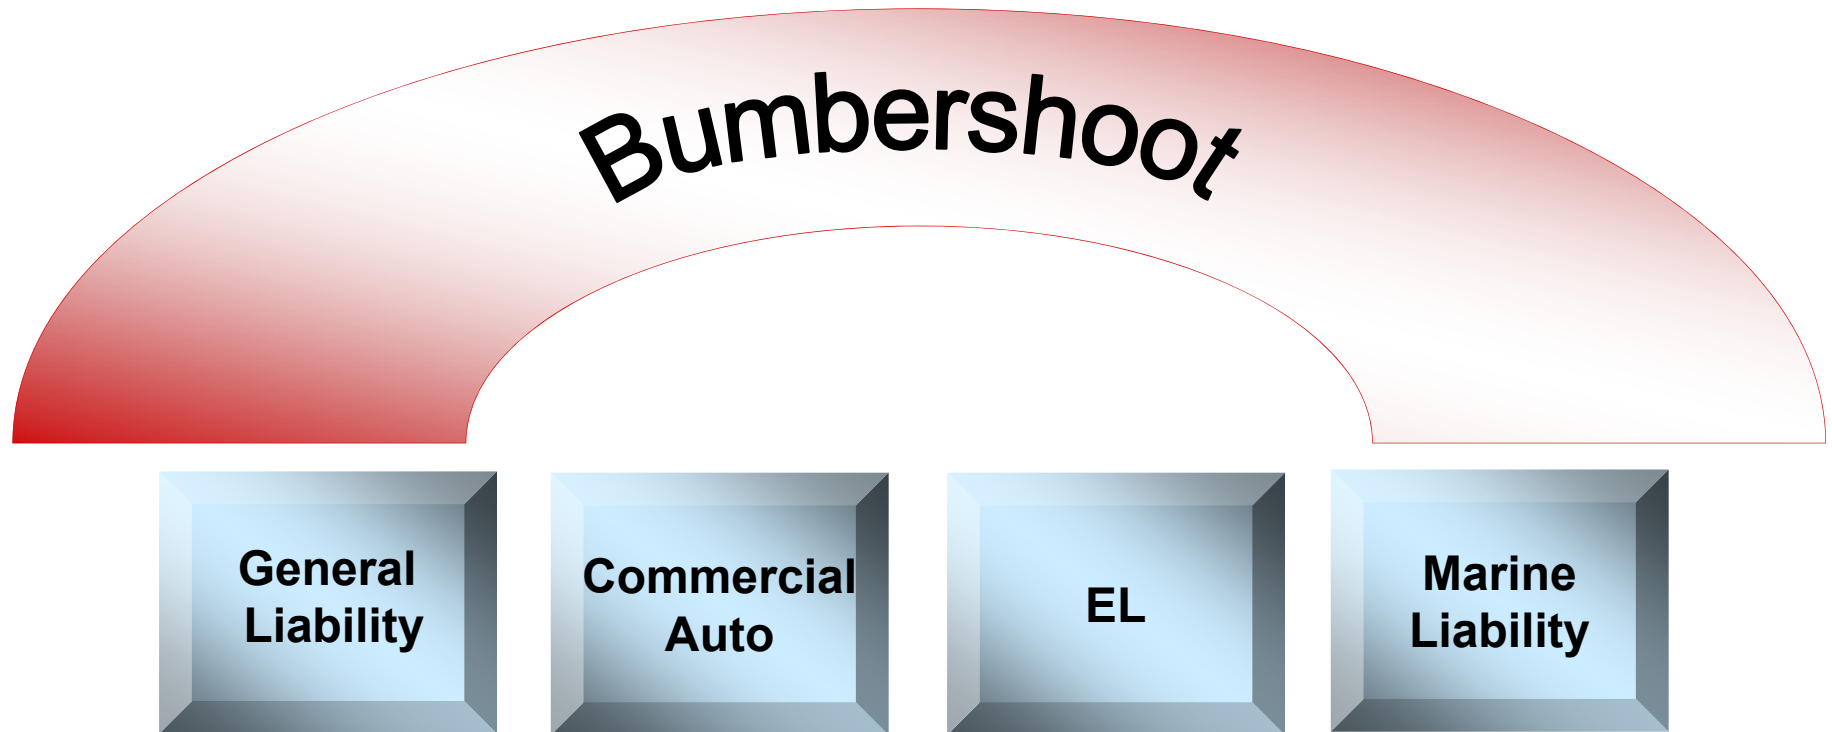 Bumbershoot
General
Liability
Commercial
Auto
EL
Marine
Liability